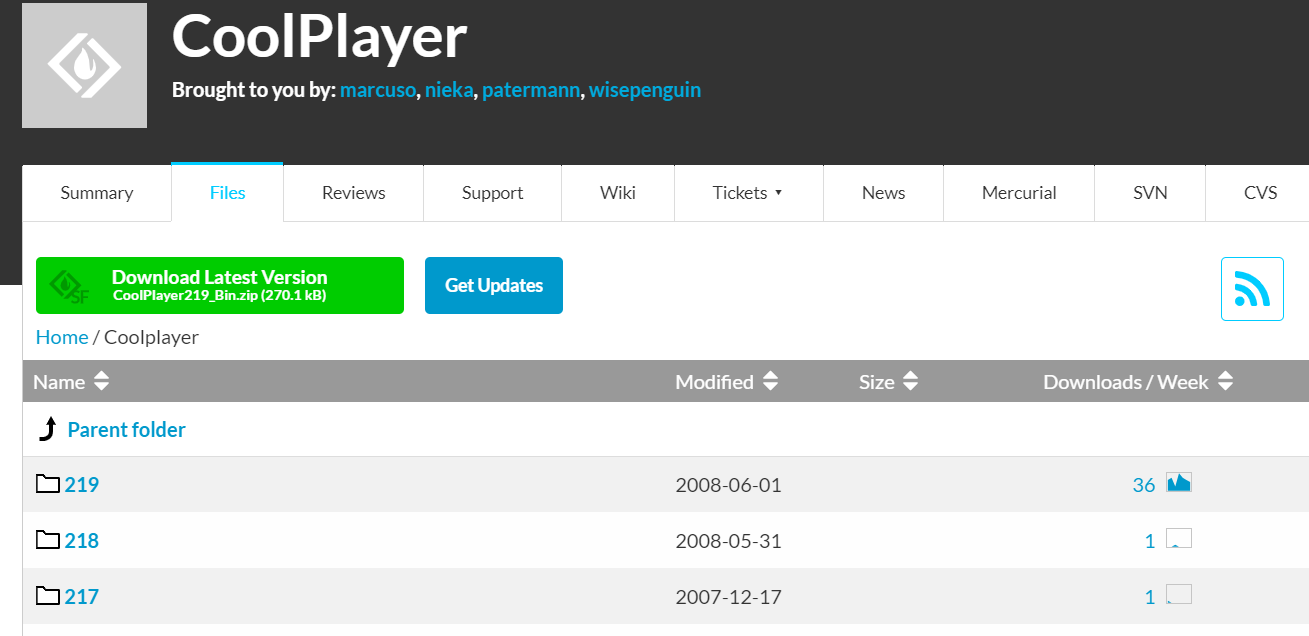 CoolPlayer
Brought to you by: marcuso, nieka, patermann, wisepenguin
Summary Files Reviews Support Wiki Tickets ▾ News Mercurial SVN CVS
SF
Download Latest Version
CoolPlayer219_Bin.zip (270.1 kB)
Get Updates
Home / Coolplayer
Name Modified Size Downloads / Week
Parent folder
219 2008-06-01 36
218 2008-05-31 1
217 2007-12-17 1